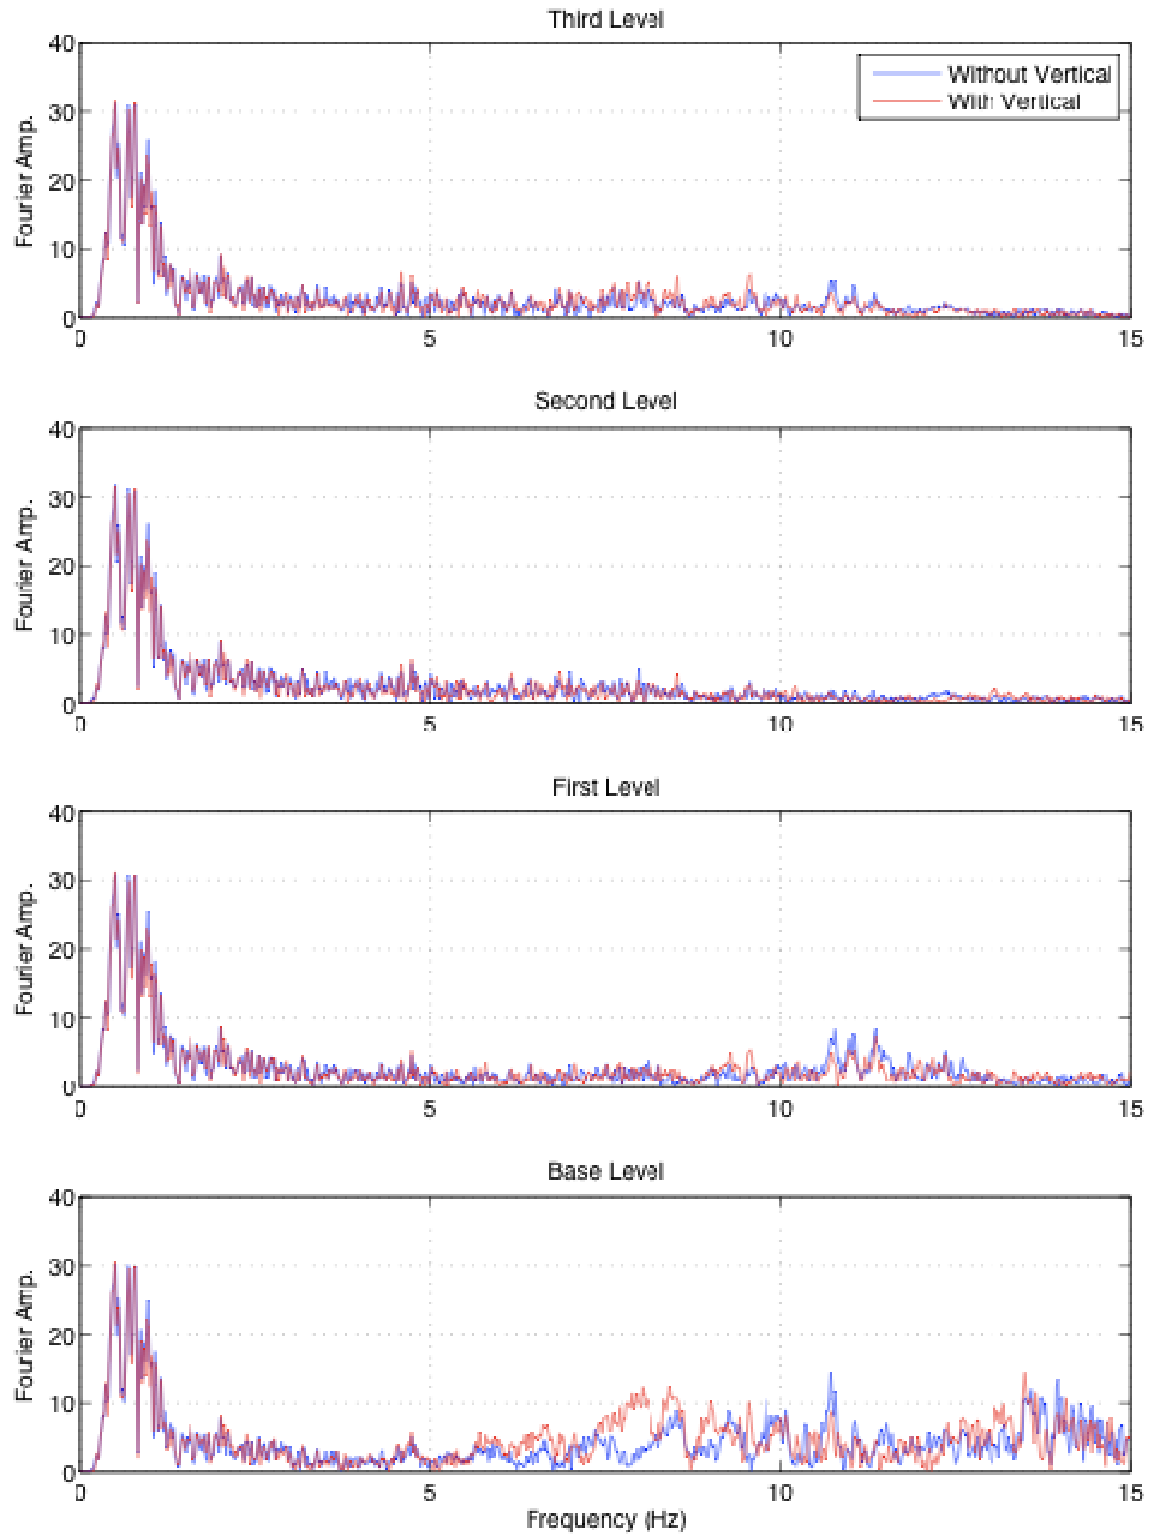 Third Level
40
30
20
10
0
Fourier Amp.
Without Vertical
With Vertical
0 5 10 15
Second Level
40
30
20
10
0
Fourier Amp.
0 5 10 15
First Level
40
30
20
10
0
Fourier Amp.
0 5 10 15
Base Level
40
30
20
10
0
Fourier Amp.
0 5 10 15
Frequency (Hz)